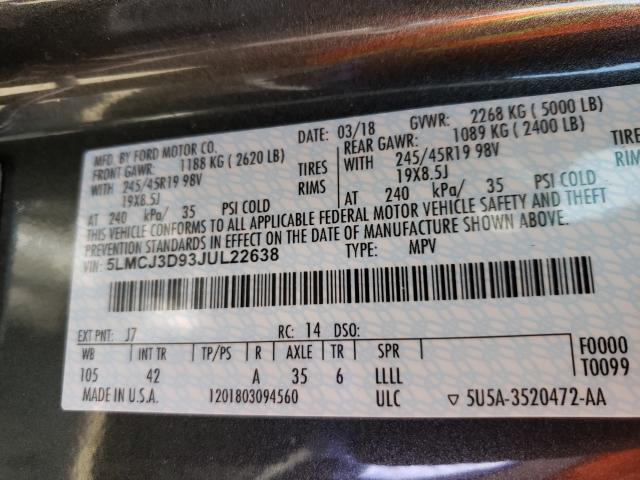 MFD. BY FORD MOTOR CO. DATE: 03/18 GVWR: 2268 KG ( 5000 LB)
FRONT GAWR: 1188 KG ( 2620 LB) REAR GAWR: 1089 KG ( 2400 LB)
WITH 245/45R19 98V TIRES WITH 245/45R19 98V TIRES
19X8.5J RIMS 19X8.5J RIMS
AT 240 kPa/ 35 PSI COLD AT 240 kPa/ 35 PSI COLD
THIS VEHICLE CONFORMS TO ALL APPLICABLE FEDERAL MOTOR VEHICLE SAFETY AND THEFT
PREVENTION STANDARDS IN EFFECT ON THE DATE OF MANUFACTURE SHOWN ABOVE.
VIN: 5LMCJ3D93JUL22638 TYPE: MPV
EXT PNT: J7 RC: 14 DSO:
WB INT TR TP/PS R AXLE TR SPR F0000
105 42 A 35 6 LLLL T0099
MADE IN U.S.A. 1201803094560 ULC ▽ 5U5A-3520472-AA